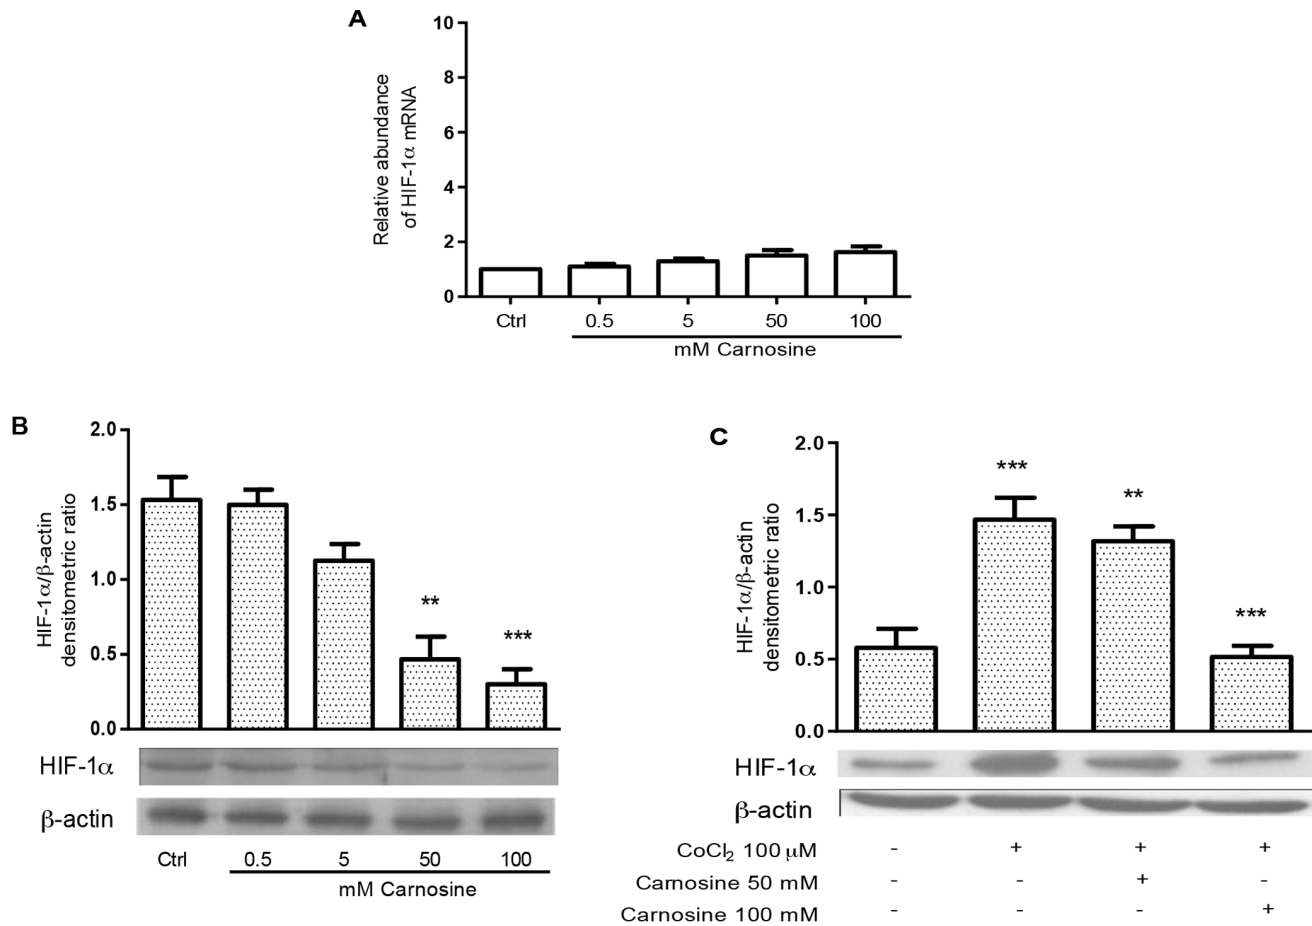 A
Relative abundance
of HIF-1α mRNA
10
8
6
4
2
0
Ctrl 0.5 5 50 100
mM Carnosine
B
HIF-1α/β-actin
densitometric ratio
2.0
1.5
1.0
0.5
0.0
** ***
HIF-1α
β-actin
Ctrl 0.5 5 50 100
mM Carnosine
C
HIF-1α/β-actin
densitometric ratio
2.0
1.5
1.0
0.5
0.0
*** ** ***
HIF-1α
β-actin
CoCl₂ 100 μM - + + +
Carnosine 50 mM - - + -
Carnosine 100 mM - - - +